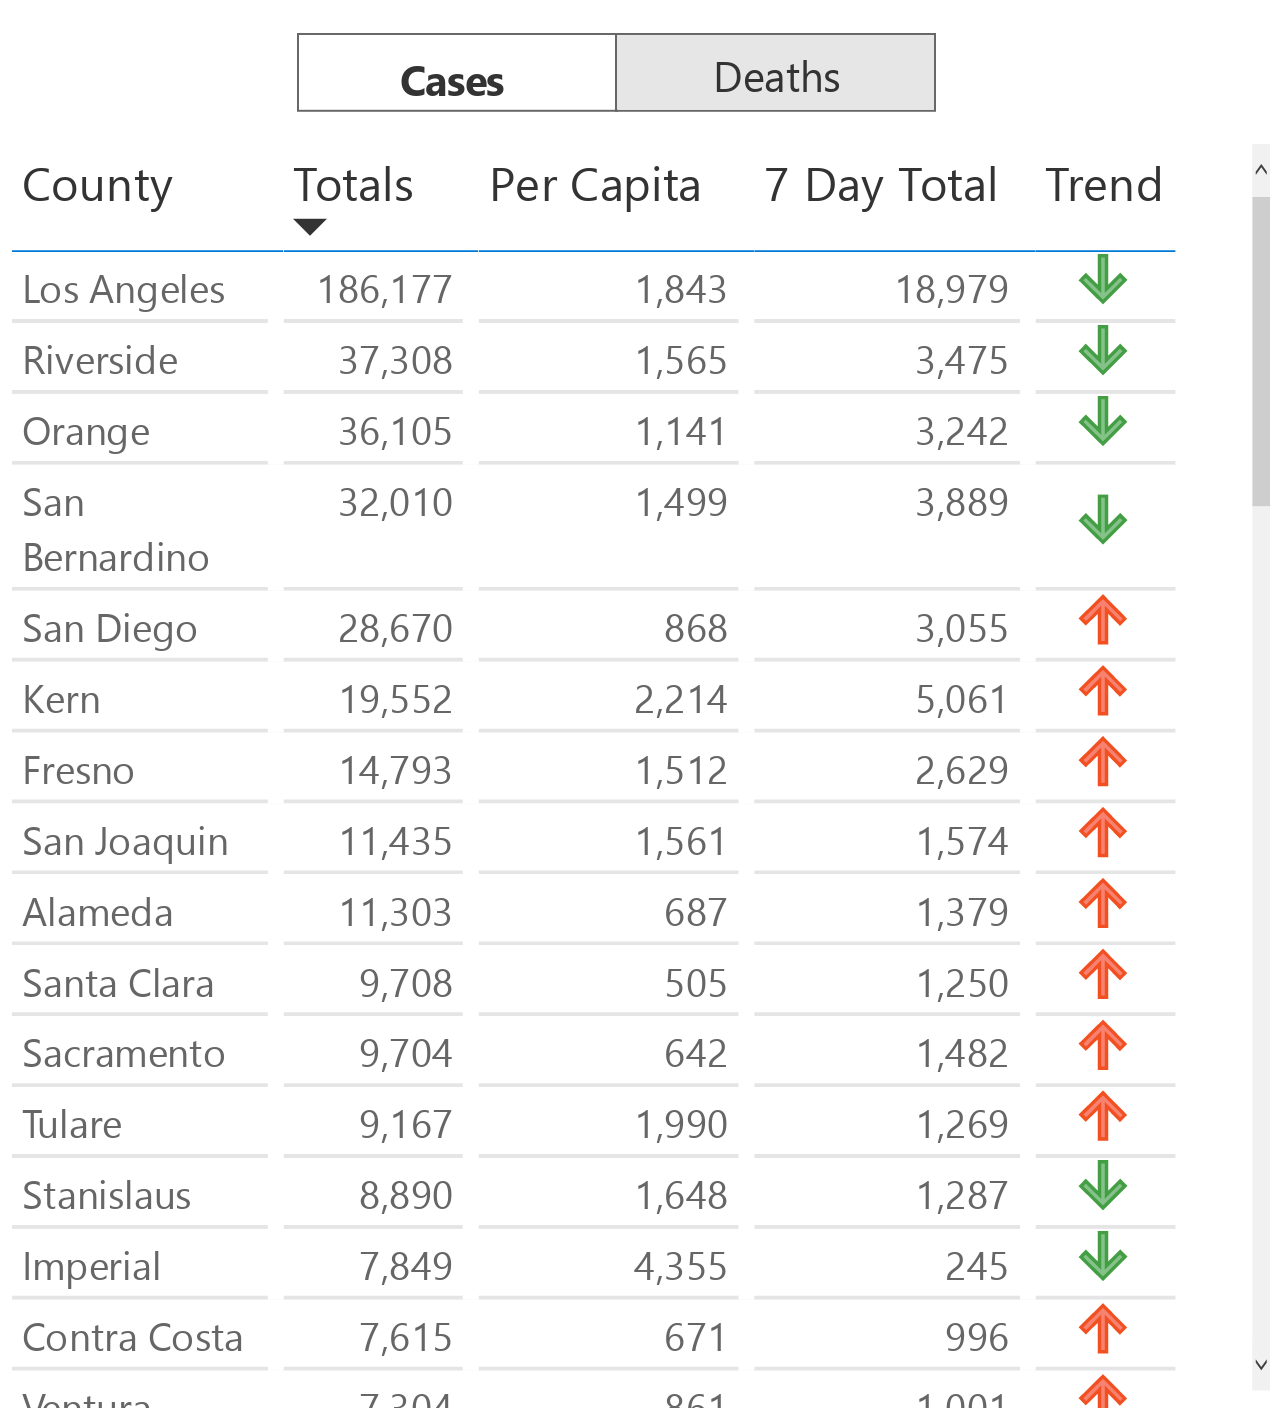 Cases Deaths
County Totals Per Capita 7 Day Total Trend
Los Angeles 186,177 1,843 18,979
Riverside 37,308 1,565 3,475
Orange 36,105 1,141 3,242
San 32,010 1,499 3,889
Bernardino
San Diego 28,670 868 3,055
Kern 19,552 2,214 5,061
Fresno 14,793 1,512 2,629
San Joaquin 11,435 1,561 1,574
Alameda 11,303 687 1,379
Santa Clara 9,708 505 1,250
Sacramento 9,704 642 1,482
Tulare 9,167 1,990 1,269
Stanislaus 8,890 1,648 1,287
Imperial 7,849 4,355 245
Contra Costa 7,615 671 996
Ventura 7,304 861 1,001